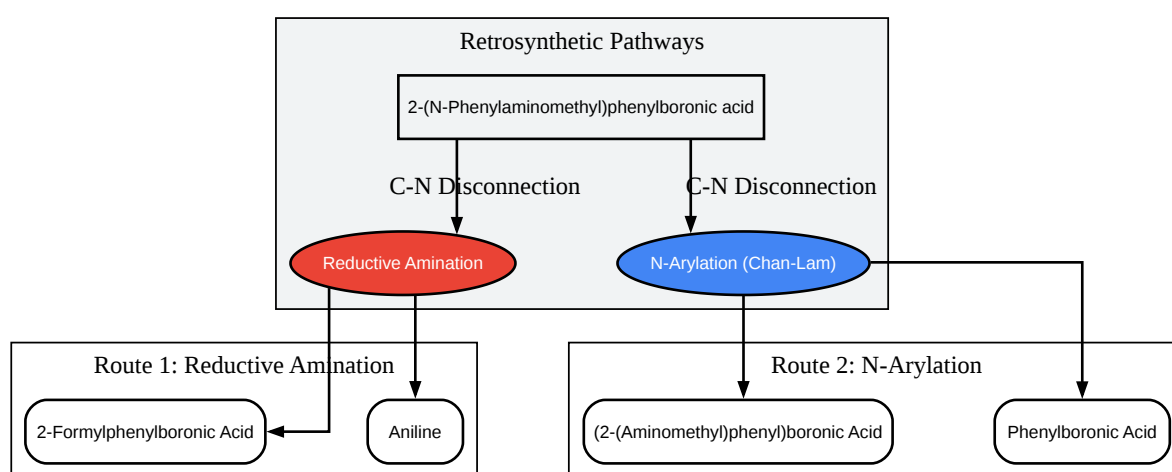 Retrosynthetic Pathways
2-(N-Phenylaminomethyl)phenylboronic acid
C-N Disconnection
C-N Disconnection
Reductive Amination
N-Arylation (Chan-Lam)
Route 1: Reductive Amination
Route 2: N-Arylation
2-Formylphenylboronic Acid
Aniline
(2-(Aminomethyl)phenyl)boronic Acid
Phenylboronic Acid